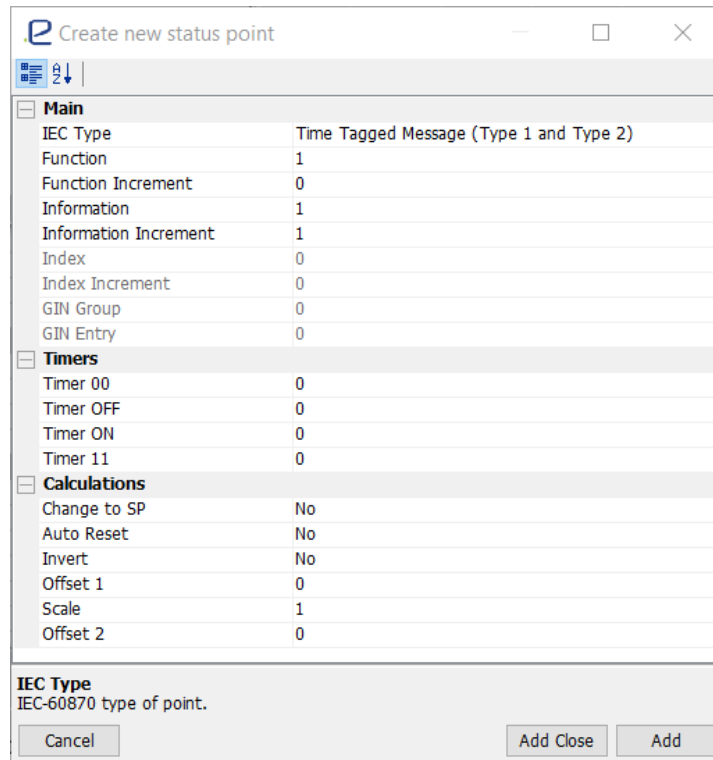 Create new status point
Main
IEC Type Time Tagged Message (Type 1 and Type 2)
Function 1
Function Increment 0
Information 1
Information Increment 1
Index 0
Index Increment 0
GIN Group 0
GIN Entry 0
Timers
Timer 00 0
Timer OFF 0
Timer ON 0
Timer 11 0
Calculations
Change to SP No
Auto Reset No
Invert No
Offset 1 0
Scale 1
Offset 2 0
IEC Type
IEC-60870 type of point.
Cancel Add Close Add